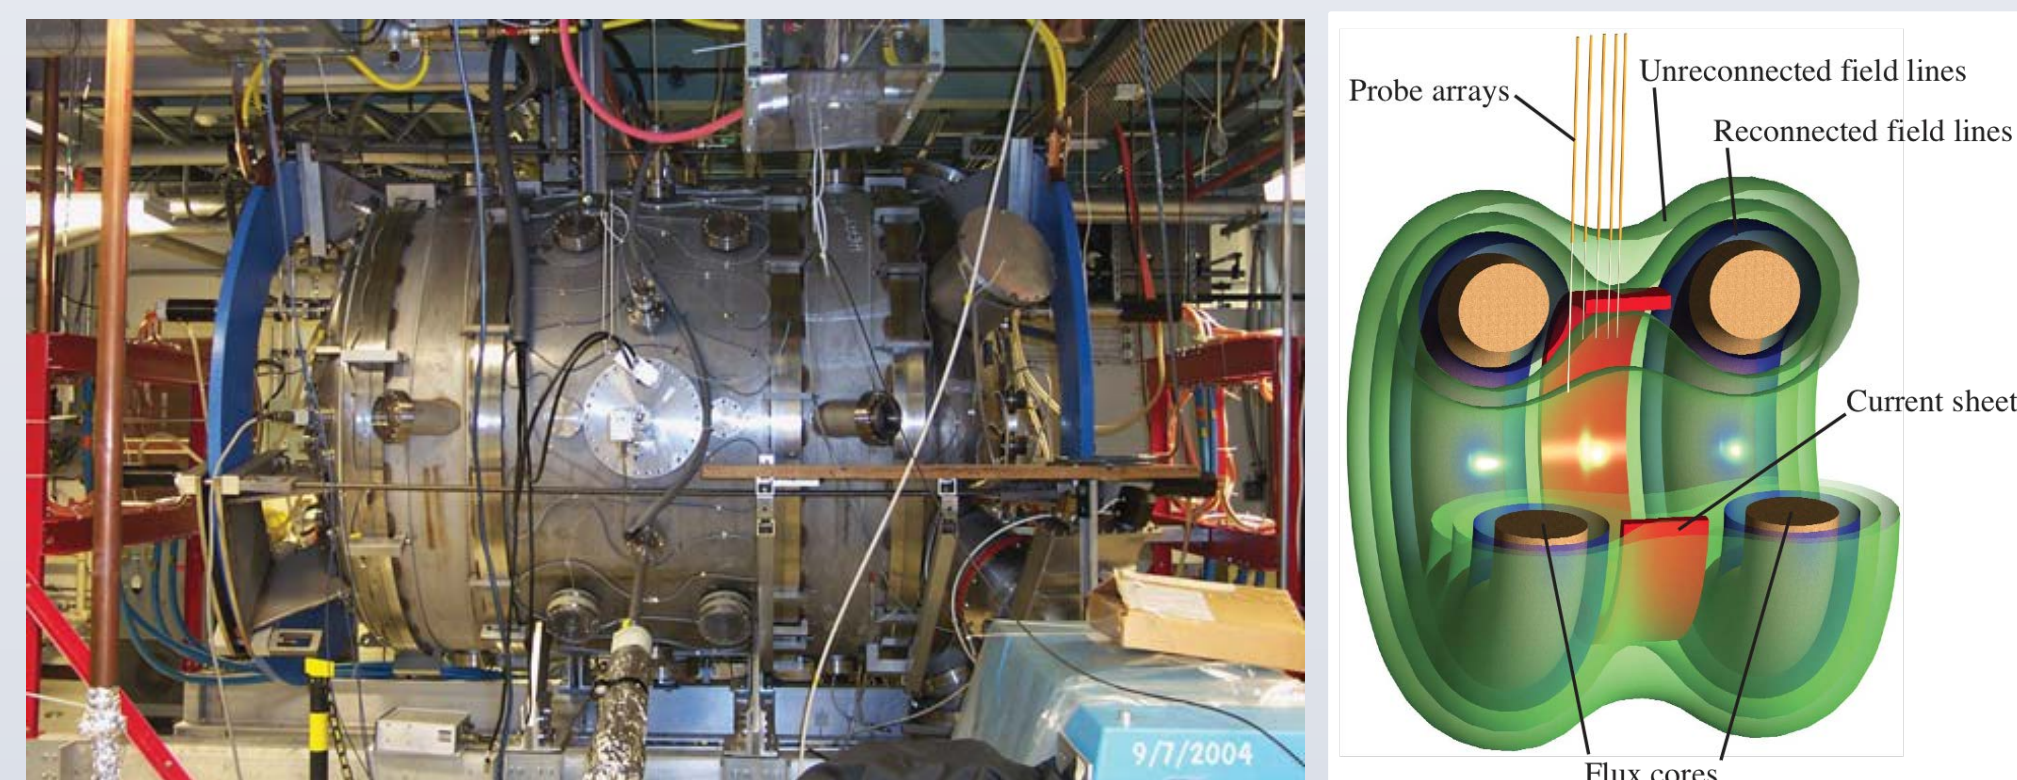 Unreconnected field lines
Probe arrays
Reconnected field lines
Current sheet
9/7/2004
Flux cores